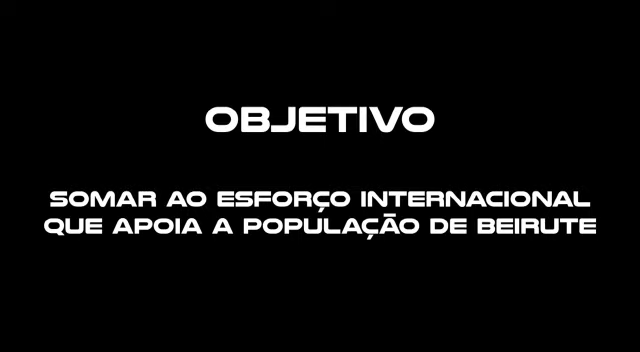 OBJETIVO
SOMAR AO ESFORÇO INTERNACIONAL
QUE APOIA A POPULAÇÃO DE BEIRUTE